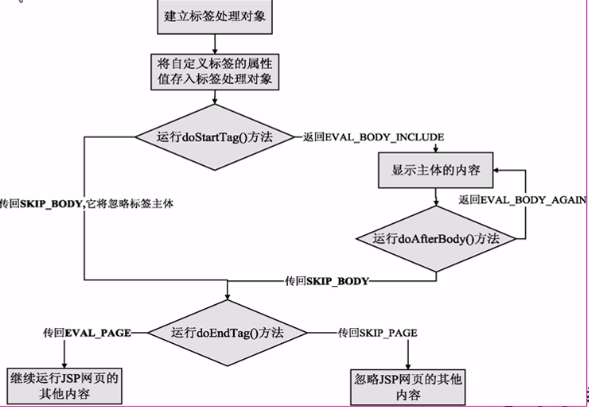 建立标签处理对象
将自定义标签的属性
值存入标签处理对象
运行doStartTag()方法
返回EVAL_BODY_INCLUDE
显示主体的内容
传回SKIP_BODY,它将忽略标签主体
返回EVAL_BODY_AGAIN
运行doAfterBody()方法
传回SKIP_BODY
传回EVAL_PAGE
运行doEndTag()方法
传回SKIP_PAGE
继续运行JSP网页的
其他内容
忽略JSP网页的其他
内容